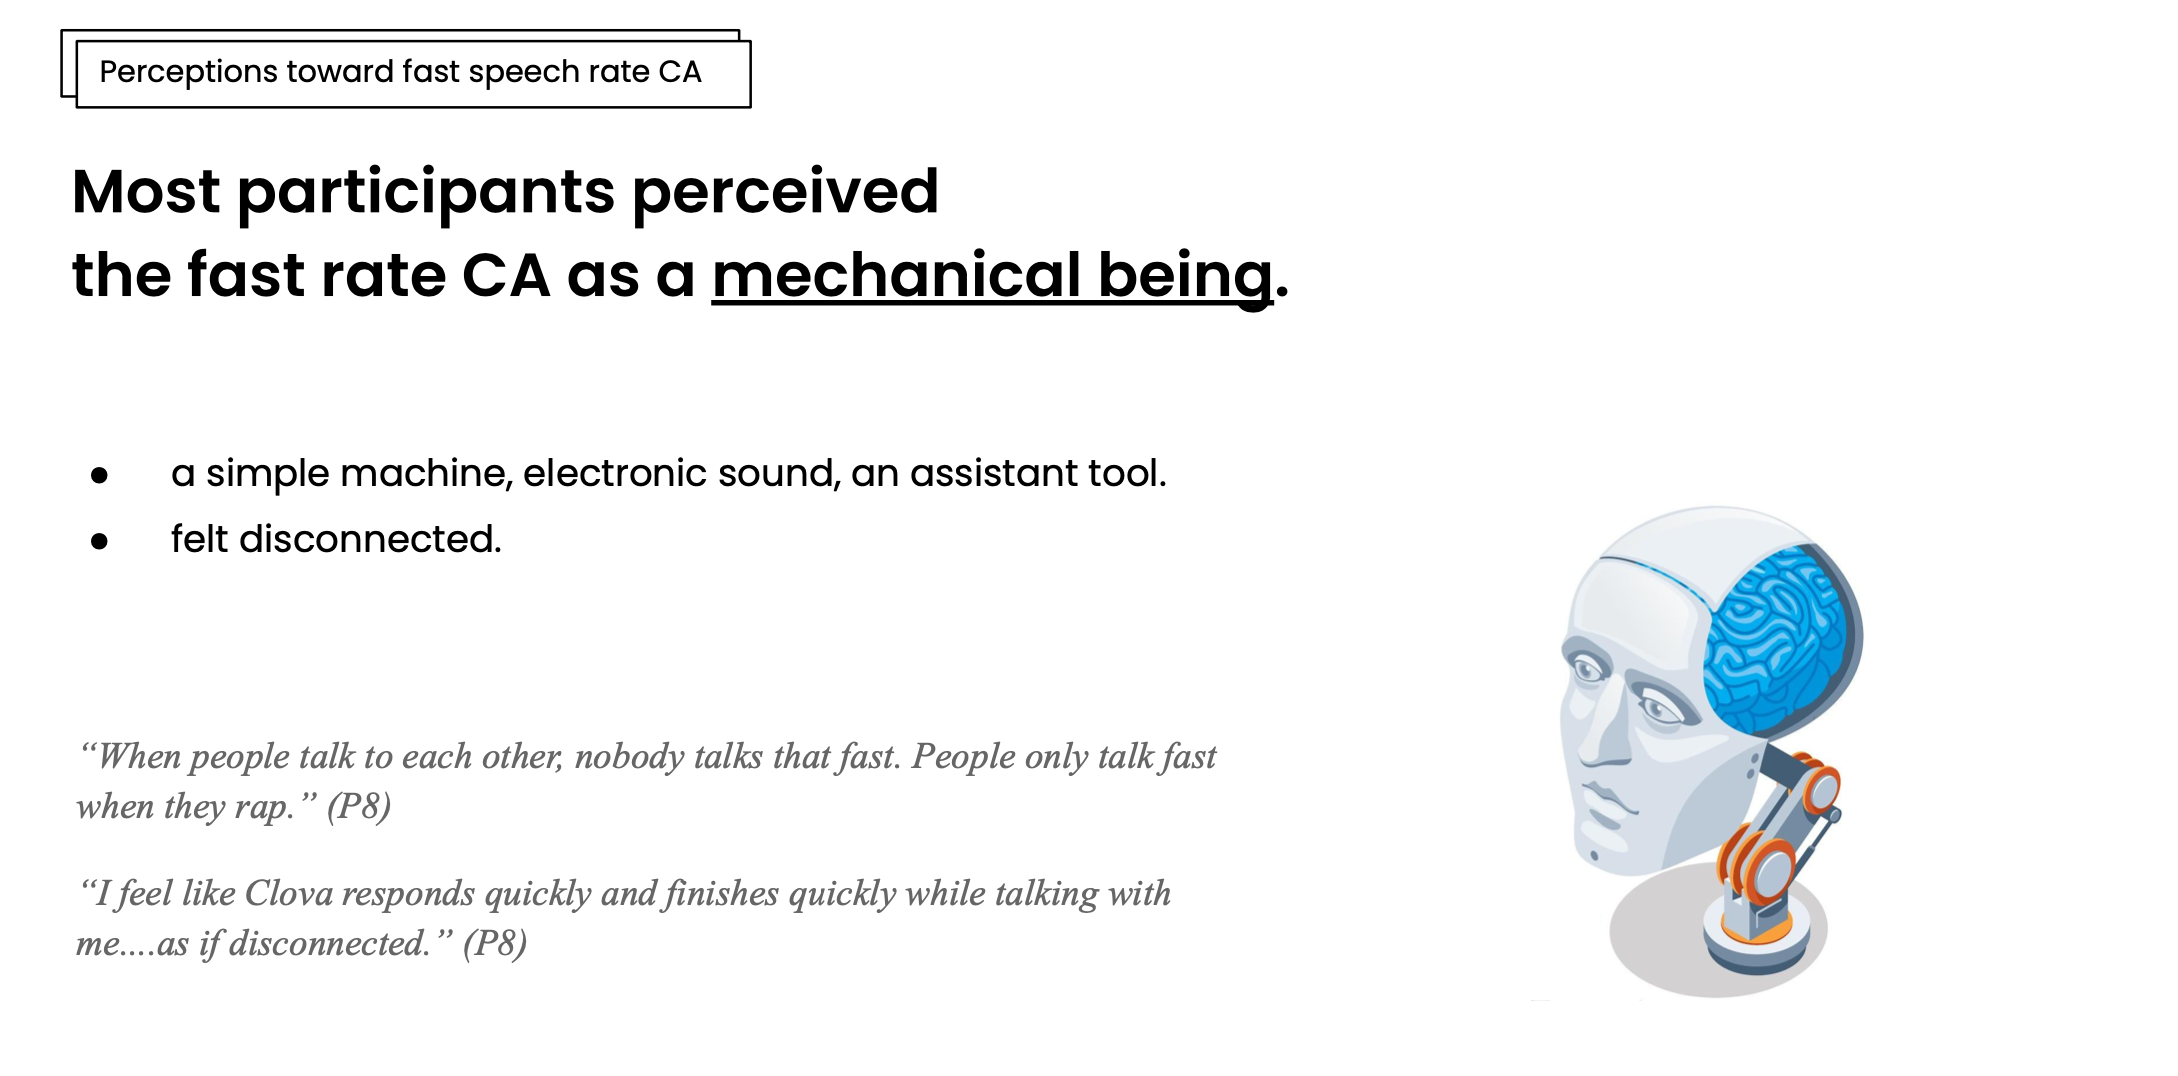 Perceptions toward fast speech rate CA
Most participants perceived
the fast rate CA as a mechanical being.
● a simple machine, electronic sound, an assistant tool.
● felt disconnected.
“When people talk to each other, nobody talks that fast. People only talk fast
when they rap.” (P8)
“I feel like Clova responds quickly and finishes quickly while talking with
me....as if disconnected.” (P8)